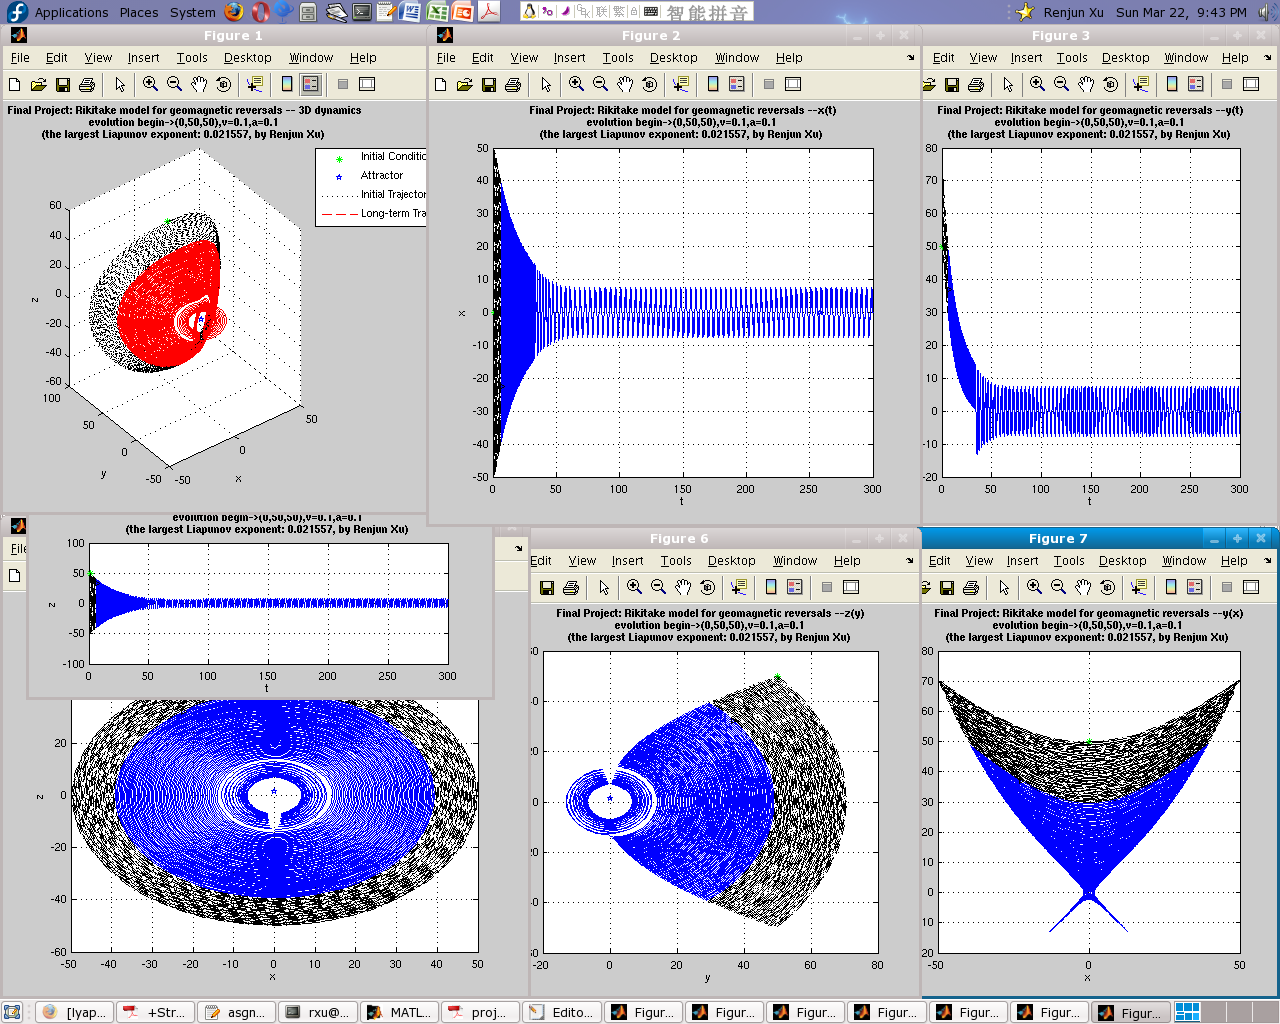 Applications Places System
智能拼音
Renjun Xu Sun Mar 22, 9:43 PM
Figure 1
File Edit View Insert Tools Desktop Window Help
Final Project: Rikitake model for geomagnetic reversals -- 3D dynamics
evolution begin->(0,50,50),v=0.1,a=0.1
(the largest Liapunov exponent: 0.021557, by Renjun Xu)
Initial Conditic
Attractor
Initial Trajector
Long-term Tra
60
40
20
0
-20
-40
-60
z
100
50
0
-50
y
-50
0
50
x
Figure 2
File Edit View Insert Tools Desktop Window Help
Final Project: Rikitake model for geomagnetic reversals --x(t)
evolution begin->(0,50,50),v=0.1,a=0.1
(the largest Liapunov exponent: 0.021557, by Renjun Xu)
50
40
30
20
10
0
-10
-20
-30
-40
-50
x
0 50 100 150 200 250 300
t
Figure 3
Edit View Insert Tools Desktop Window Help
Final Project: Rikitake model for geomagnetic reversals --y(t)
evolution begin->(0,50,50),v=0.1,a=0.1
(the largest Liapunov exponent: 0.021557, by Renjun Xu)
80
70
60
50
40
30
20
10
0
-10
-20
0 50 100 150 200 250 300
t
evolution begin->(0,50,50),v=0.1,a=0.1
(the largest Liapunov exponent: 0.021557, by Renjun Xu)
100
50
0
-50
-100
z
0 50 100 150 200 250 300
t
20
0
-20
-40
-60
z
-50 -40 -30 -20 -10 0 10 20 30 40 50
x
Figure 6
Edit View Insert Tools Desktop Window Help
Final Project: Rikitake model for geomagnetic reversals --z(y)
evolution begin->(0,50,50),v=0.1,a=0.1
(the largest Liapunov exponent: 0.021557, by Renjun Xu)
-20 0 20 40 60 80
y
Figure 7
Edit View Insert Tools Desktop Window Help
Final Project: Rikitake model for geomagnetic reversals --y(x)
evolution begin->(0,50,50),v=0.1,a=0.1
(the largest Liapunov exponent: 0.021557, by Renjun Xu)
80
70
60
50
40
30
20
10
0
-10
20
-50 0 50
x
[lyap... +Str... asgn... rxu@... MATL... proj... Edito... Figur... Figur... Figur... Figur... Figur... Figur... Figur...